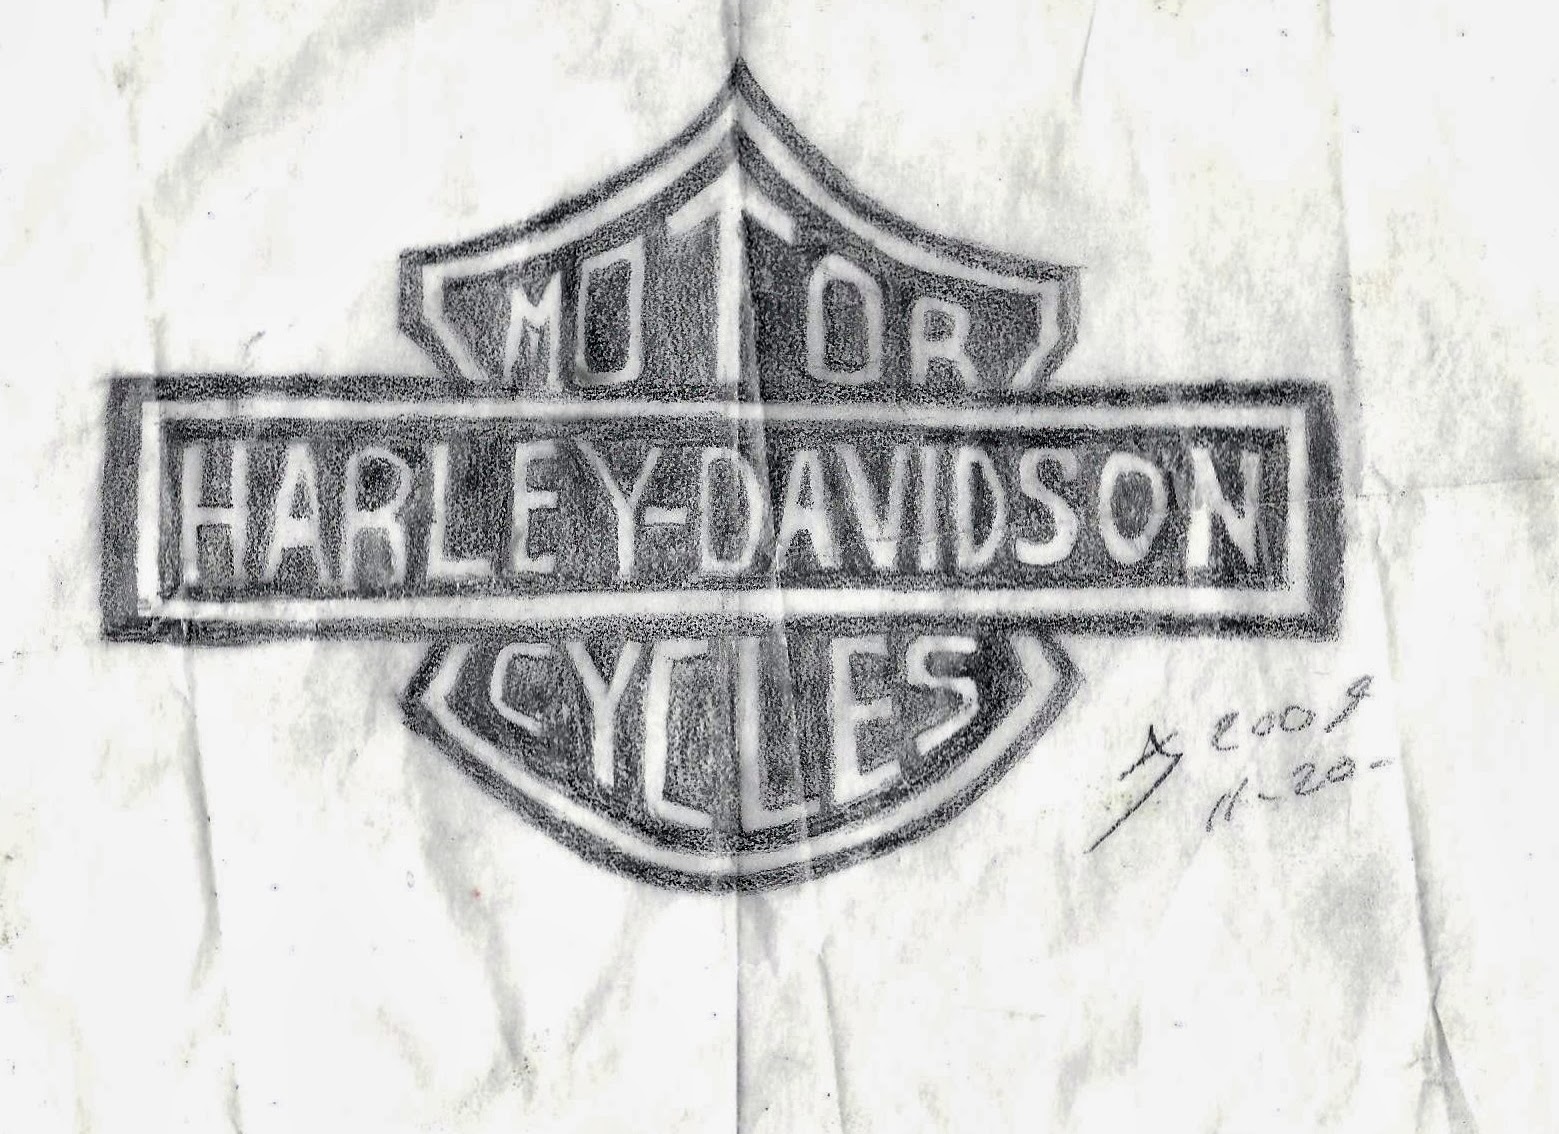 MOTOR
HARLEY-DAVIDSON
CYCLES
2009
11-20-